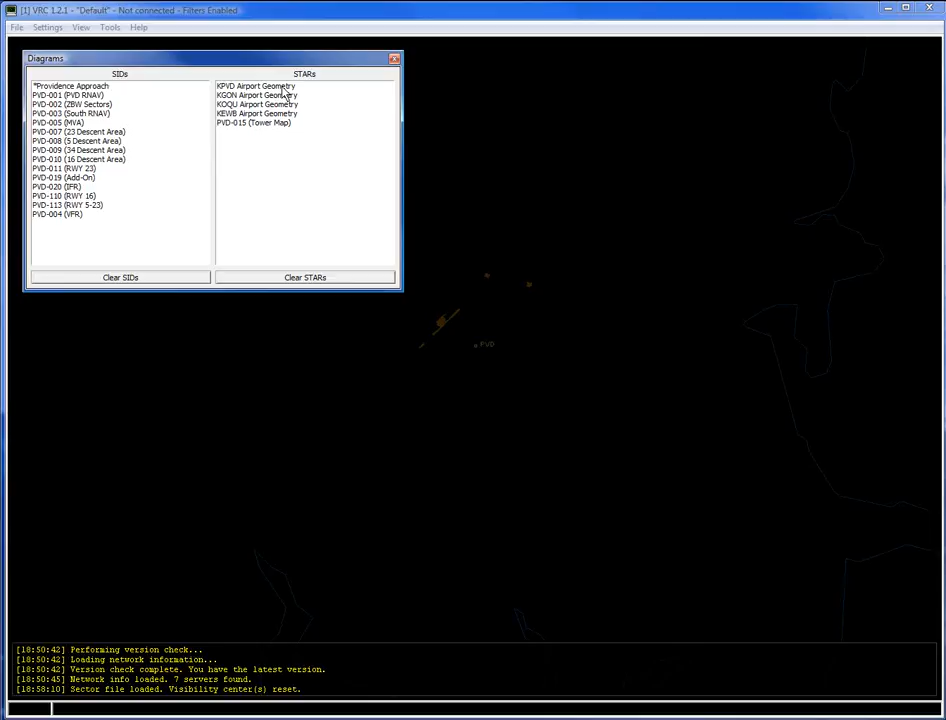 [1] VRC 1.2.1 - "Default" - Not connected - Filters Enabled
File Settings View Tools Help
Diagrams
SIDs
*Providence Approach
PVD-001 (PVD RNAV)
PVD-002 (ZBW Sectors)
PVD-003 (South RNAV)
PVD-005 (MVA)
PVD-007 (23 Descent Area)
PVD-008 (5 Descent Area)
PVD-009 (34 Descent Area)
PVD-010 (16 Descent Area)
PVD-011 (RWY 23)
PVD-019 (Add-On)
PVD-020 (IFR)
PVD-110 (RWY 16)
PVD-113 (RWY 5-23)
PVD-004 (VFR)
Clear SIDs
STARs
KPVD Airport Geometry
KGON Airport Geometry
KOQU Airport Geometry
KEWB Airport Geometry
PVD-015 (Tower Map)
Clear STARs
PVD
[18:50:42] Performing version check...
[18:50:42] Loading network information...
[18:50:42] Version check complete. You have the latest version.
[18:50:45] Network info loaded. 7 servers found.
[18:58:10] Sector file loaded. Visibility center(s) reset.